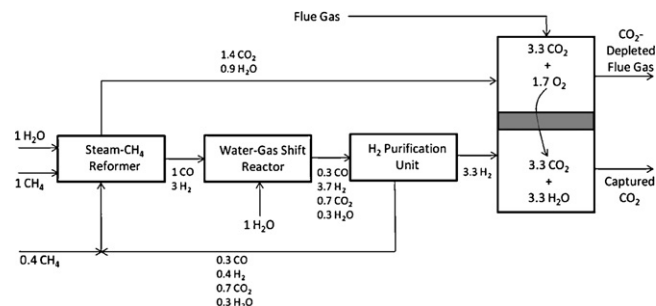 Flue Gas
CO₂-
Depleted
Flue Gas
3.3 CO₂
+
1.7 O₂
1.4 CO₂
0.9 H₂O
1 H₂O
1 CH₄
Steam-CH₄
Reformer
1 CO
3 H₂
Water-Gas Shift
Reactor
1 H₂O
0.3 CO
3.7 H₂
0.7 CO₂
0.3 H₂O
H₂ Purification
Unit
3.3 H₂
3.3 CO₂
+
3.3 H₂O
Captured
CO₂
0.4 CH₄
0.3 CO
0.4 H₂
0.7 CO₂
0.3 H₂O